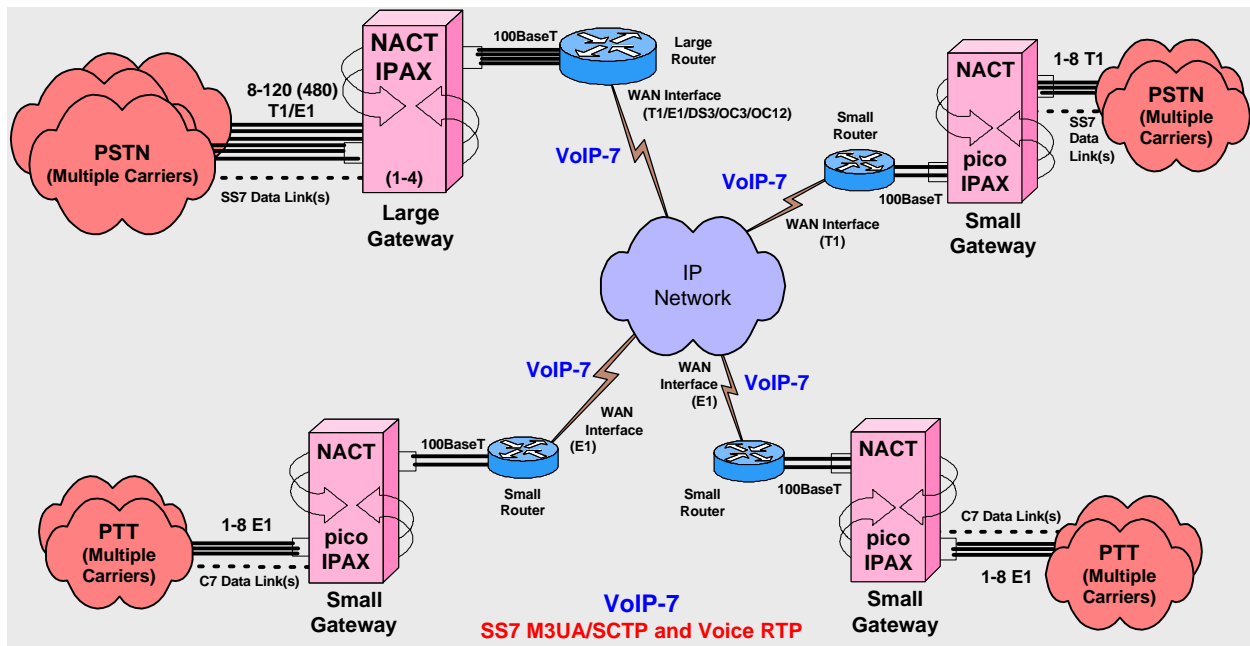 NACT
IPAX
(1-4)
Large
Gateway
8-120 (480)
T1/E1
PSTN
(Multiple Carriers)
SS7 Data Link(s)
100BaseT
Large
Router
WAN Interface
(T1/E1/DS3/OC3/OC12)
VoIP-7
NACT
pico
IPAX
Small
Gateway
1-8 T1
PSTN
(Multiple
Carriers)
SS7
Data
Link(s)
Small
Router
100BaseT
VoIP-7
WAN Interface
(T1)
IP
Network
VoIP-7
WAN
Interface
(E1)
WAN
Interface
(E1)
VoIP-7
NACT
pico
IPAX
Small
Gateway
100BaseT
Small
Router
PTT
(Multiple
Carriers)
1-8 E1
C7 Data Link(s)
Small
Router
100BaseT
NACT
pico
IPAX
Small
Gateway
C7 Data Link(s)
1-8 E1
PTT
(Multiple
Carriers)
VoIP-7
SS7 M3UA/SCTP and Voice RTP